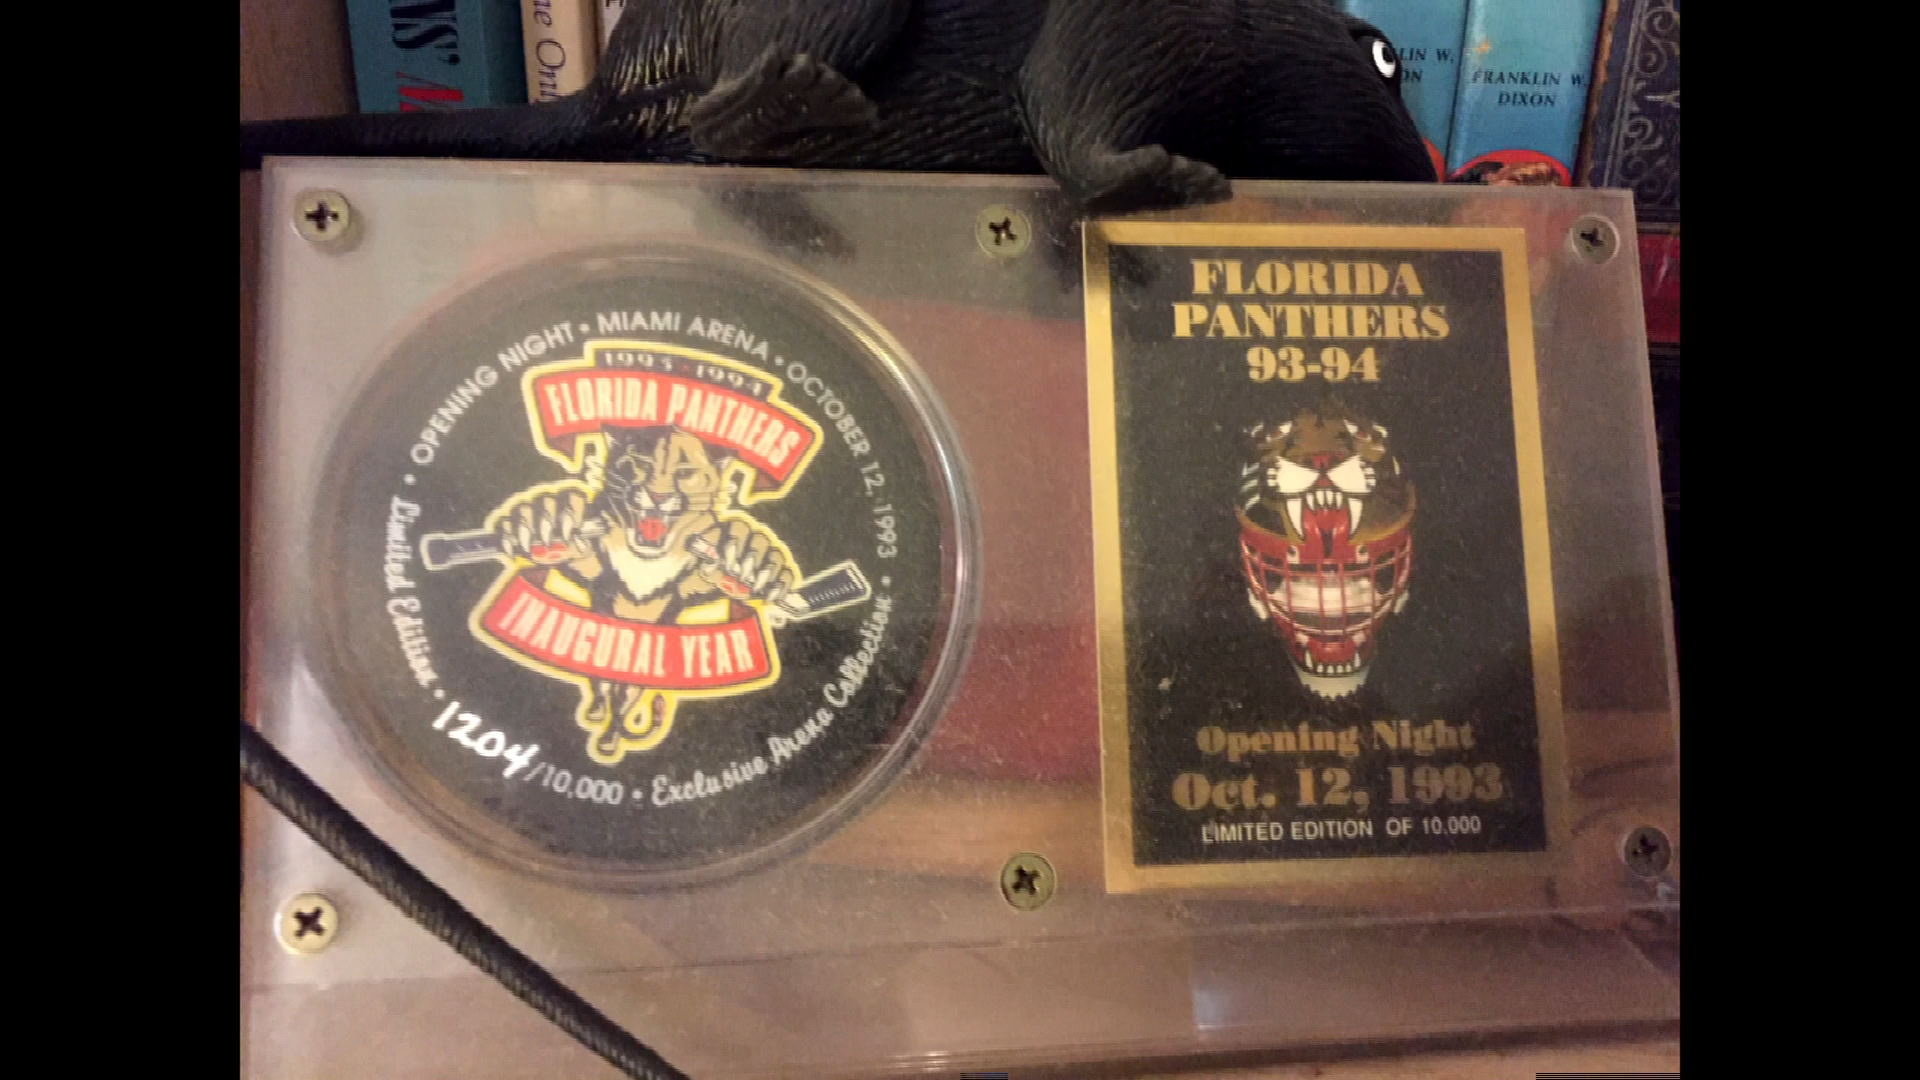 FRANKLIN W.
DIXON
OPENING NIGHT • MIAMI ARENA • OCTOBER 12, 1993 •
1993 • 1994
FLORIDA PANTHERS
INAUGURAL YEAR
• Limited Edition • 1204/10,000 • Exclusive Arena Collection
FLORIDA
PANTHERS
93-94
Opening Night
Oct. 12, 1993
LIMITED EDITION OF 10,000